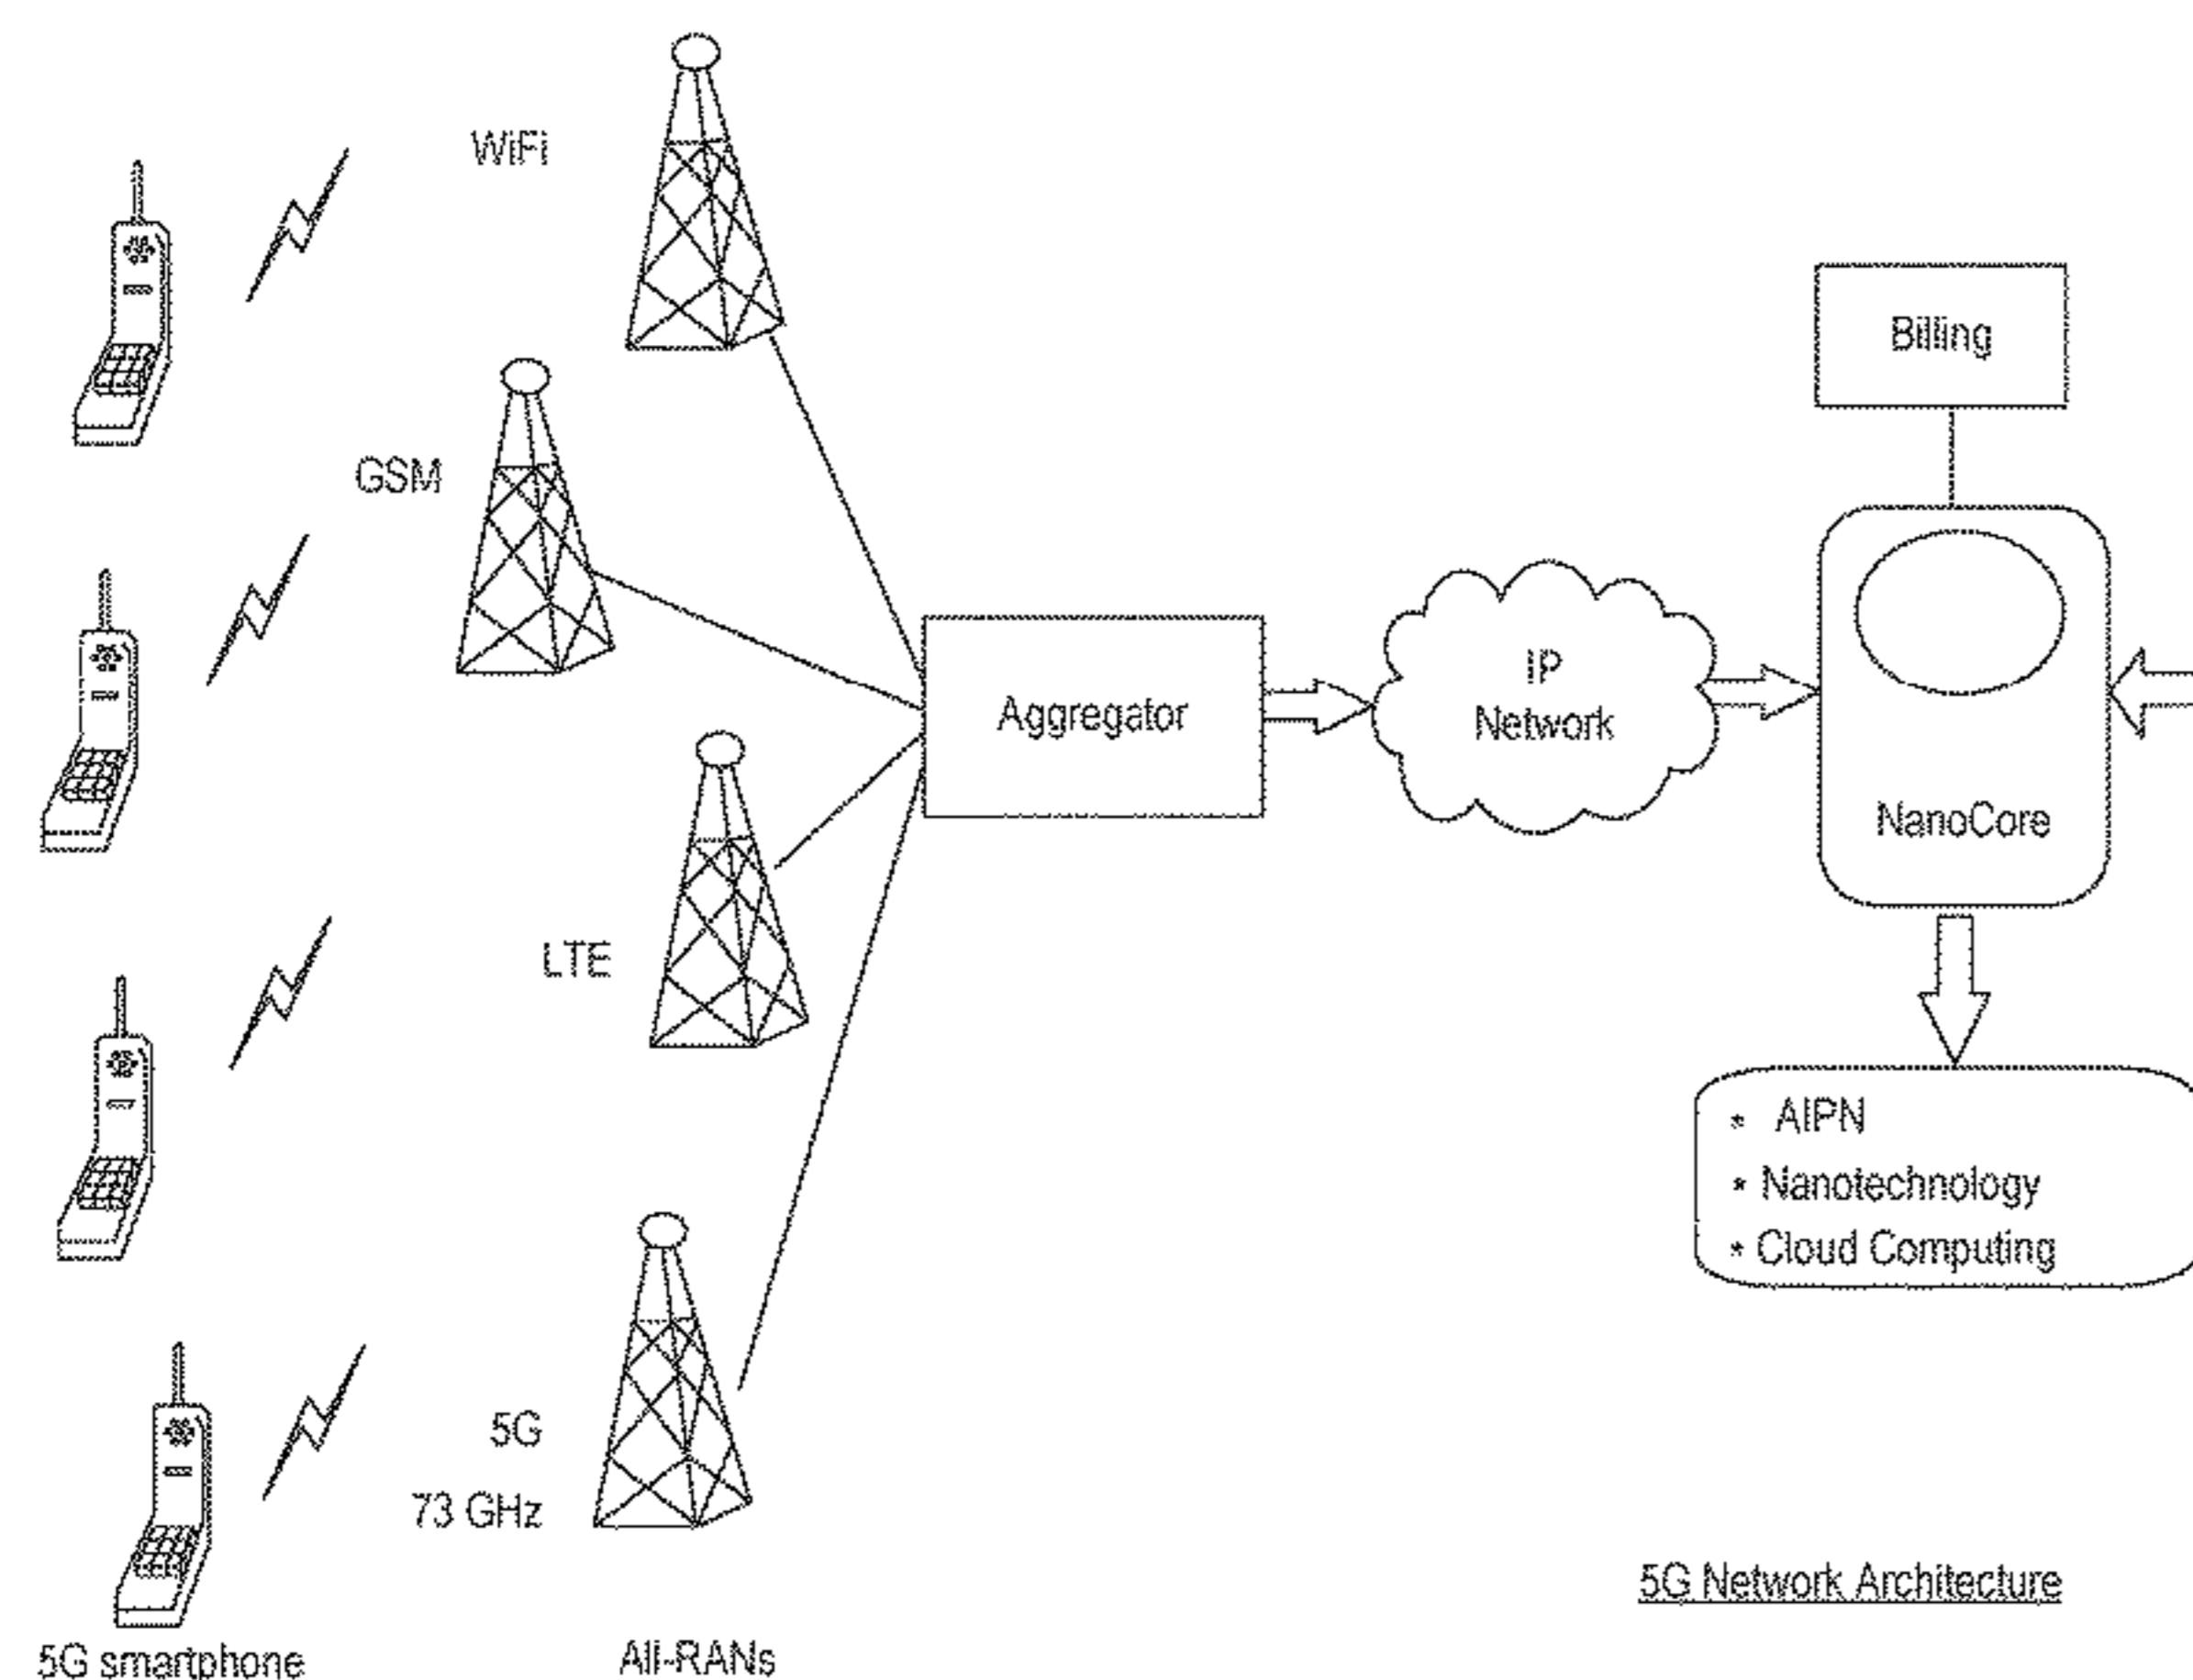 WiFi
Billing
GSM
IP
Network
Aggregator
NanoCore
LTE
* AIPN
* Nanotechnology
* Cloud Computing
5G
73 GHz
5G Network Architecture
5G smartphone
All-RANs